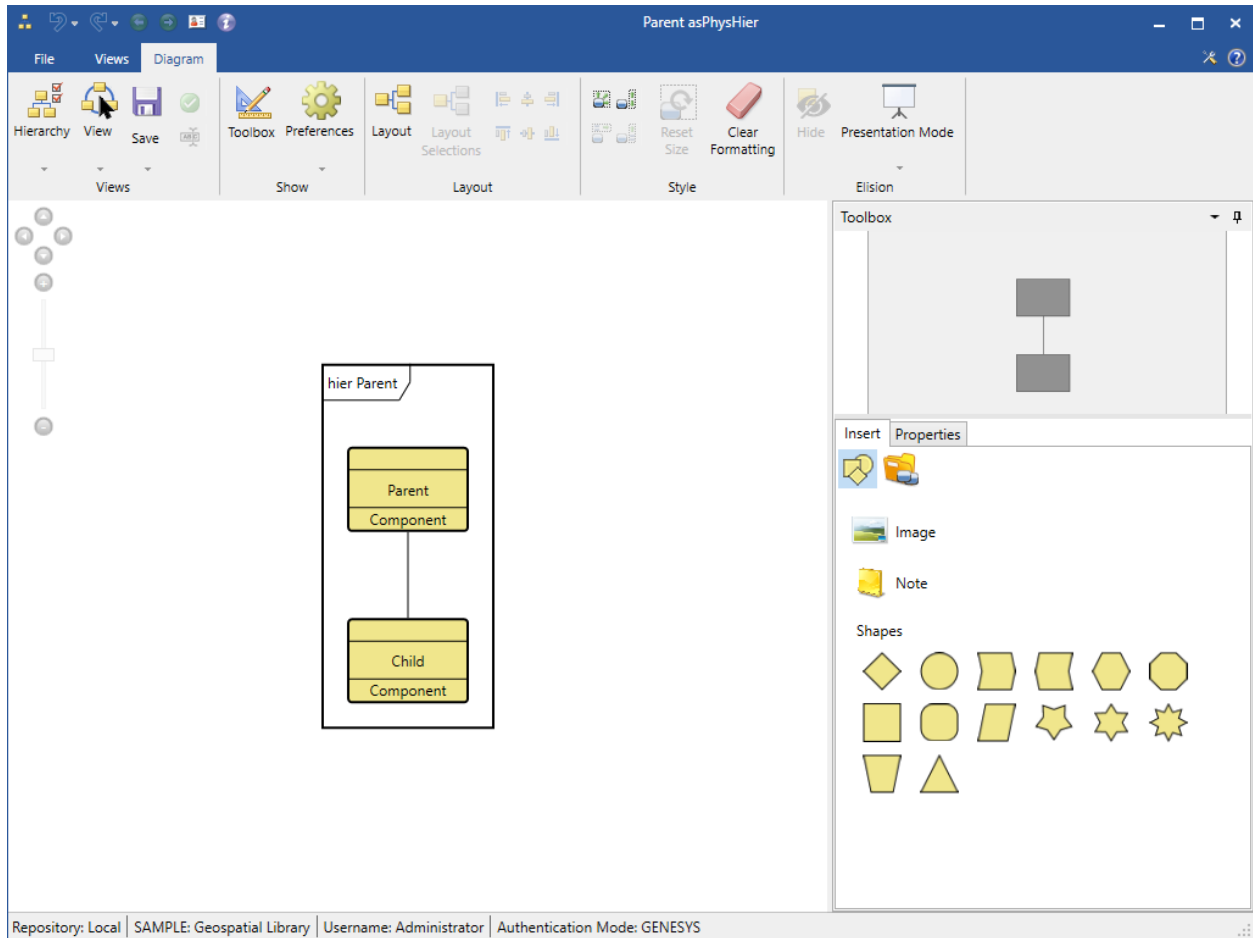 Parent asPhysHier
File Views Diagram
Hierarchy View Save Toolbox Preferences Layout Layout Selections Reset Size Clear Formatting Hide Presentation Mode
Views Show Layout Style Elision
Toolbox
hier Parent
Parent
Component
Child
Component
Insert Properties
Image
Note
Shapes
Repository: Local SAMPLE: Geospatial Library Username: Administrator Authentication Mode: GENESYS